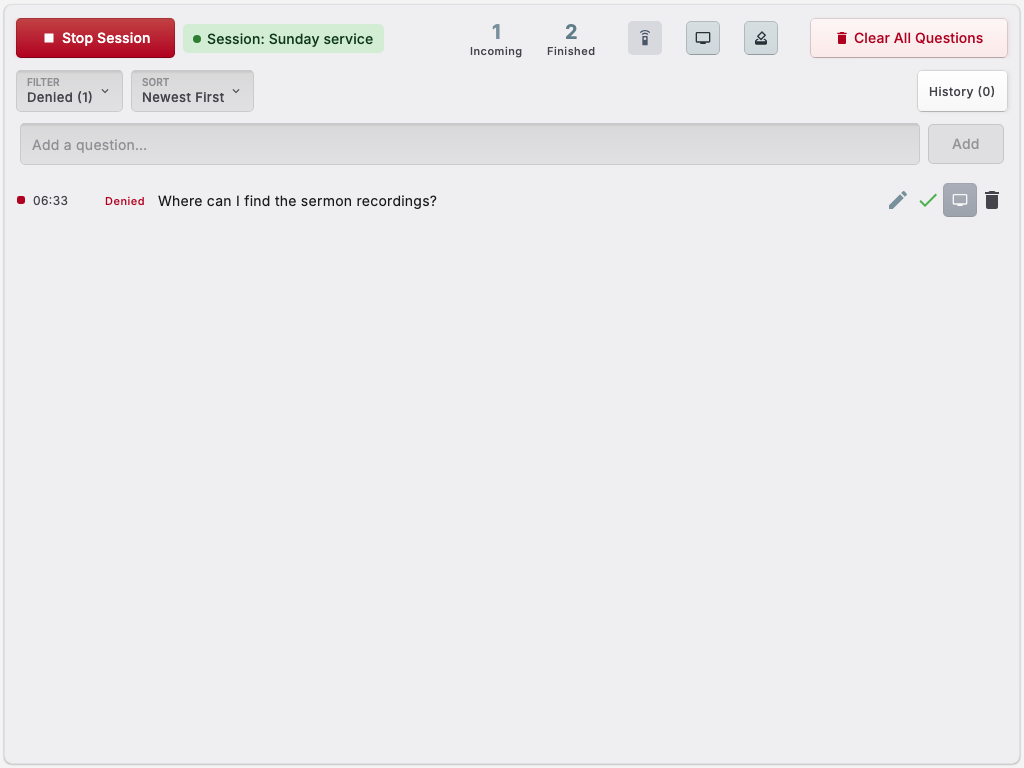 Stop Session
Session: Sunday service
1
Incoming
2
Finished
Clear All Questions
FILTER
Denied (1)
SORT
Newest First
History (0)
Add a question...
Add
06:33 Denied Where can I find the sermon recordings?